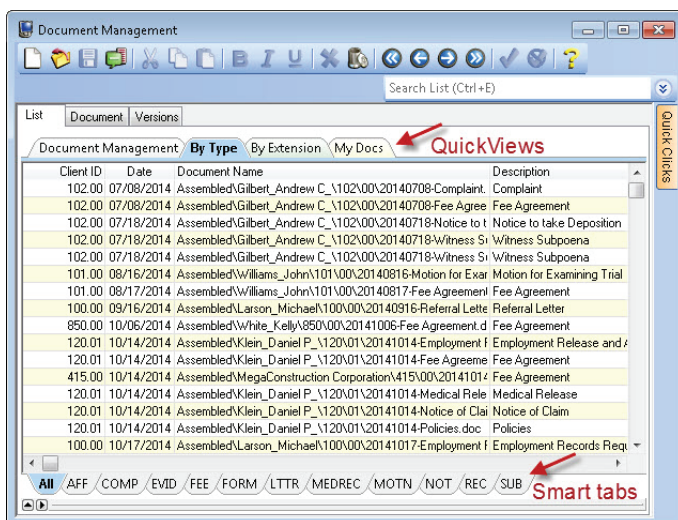 Document Management
B I U
Search List (Ctrl+E)
List Document Versions
Quick Clicks
Document Management By Type By Extension My Docs QuickViews
Client ID Date Document Name Description
102.00 07/08/2014 Assembled\Gilbert_Andrew C_\102\00\20140708-Complaint. Complaint
102.00 07/08/2014 Assembled\Gilbert_Andrew C_\102\00\20140708-Fee Agree Fee Agreement
102.00 07/18/2014 Assembled\Gilbert_Andrew C_\102\00\20140718-Notice to t Notice to take Deposition
102.00 07/18/2014 Assembled\Gilbert_Andrew C_\102\00\20140718-Witness Su Witness Subpoena
102.00 07/18/2014 Assembled\Gilbert_Andrew C_\102\00\20140718-Witness Su Witness Subpoena
101.00 08/16/2014 Assembled\Williams_John\101\00\20140816-Motion for Exar Motion for Examining Trial
101.00 08/17/2014 Assembled\Williams_John\101\00\20140817-Fee Agreement Fee Agreement
100.00 09/16/2014 Assembled\Larson_Michael\100\00\20140916-Referral Lette Referral Letter
850.00 10/06/2014 Assembled\White_Kelly\850\00\20141006-Fee Agreement.d Fee Agreement
120.01 10/14/2014 Assembled\Klein_Daniel P_\120\01\20141014-Employment F Employment Release and A
120.01 10/14/2014 Assembled\Klein_Daniel P_\120\01\20141014-Fee Agreeme Fee Agreement
415.00 10/14/2014 Assembled\MegaConstruction Corporation\415\00\20141014 Fee Agreement
120.01 10/14/2014 Assembled\Klein_Daniel P_\120\01\20141014-Medical Rele Medical Release
120.01 10/14/2014 Assembled\Klein_Daniel P_\120\01\20141014-Notice of Clai Notice of Claim
120.01 10/14/2014 Assembled\Klein_Daniel P_\120\01\20141014-Policies.doc Policies
100.00 10/17/2014 Assembled\Larson_Michael\100\00\20141017-Employment F Employment Records Requ
All AFF COMP EVID FEE FORM LTTR MEDREC MOTN NOT REC SUB Smart tabs